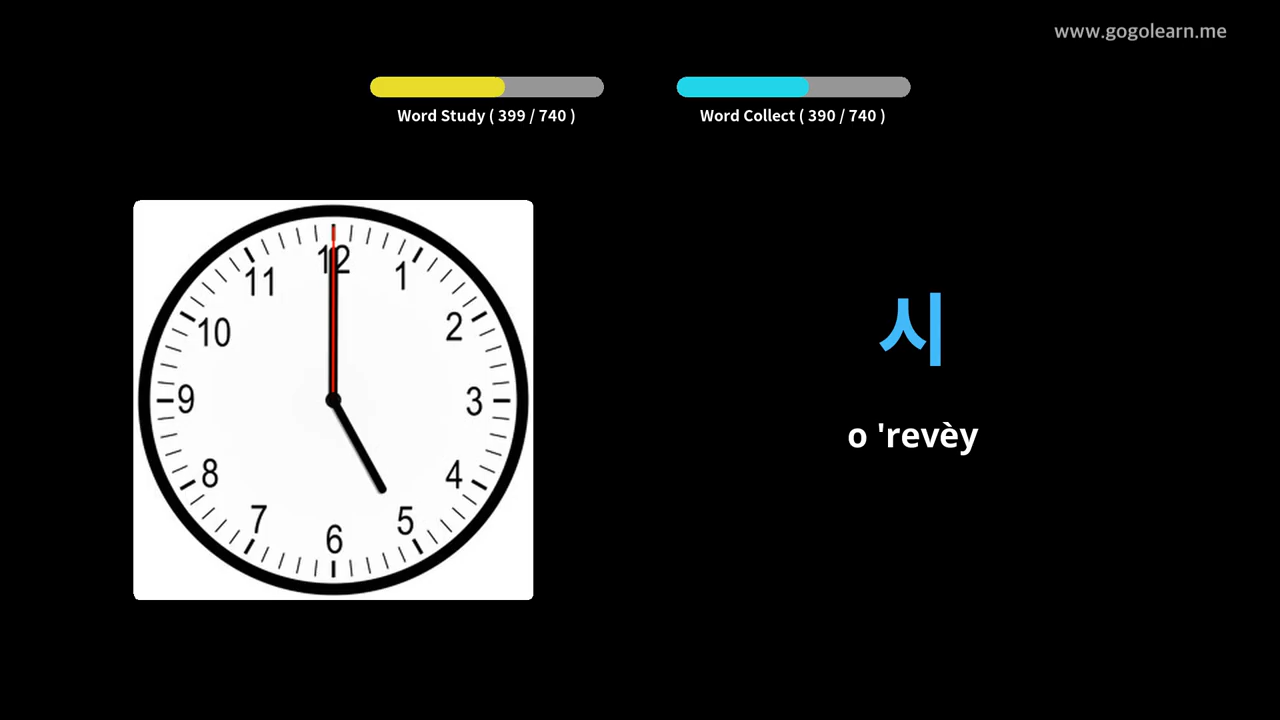 www.gogolearn.me
Word Study ( 399 / 740 )
Word Collect ( 390 / 740 )
12
1
2
3
4
5
6
7
8
9
10
11
시
o 'revèy